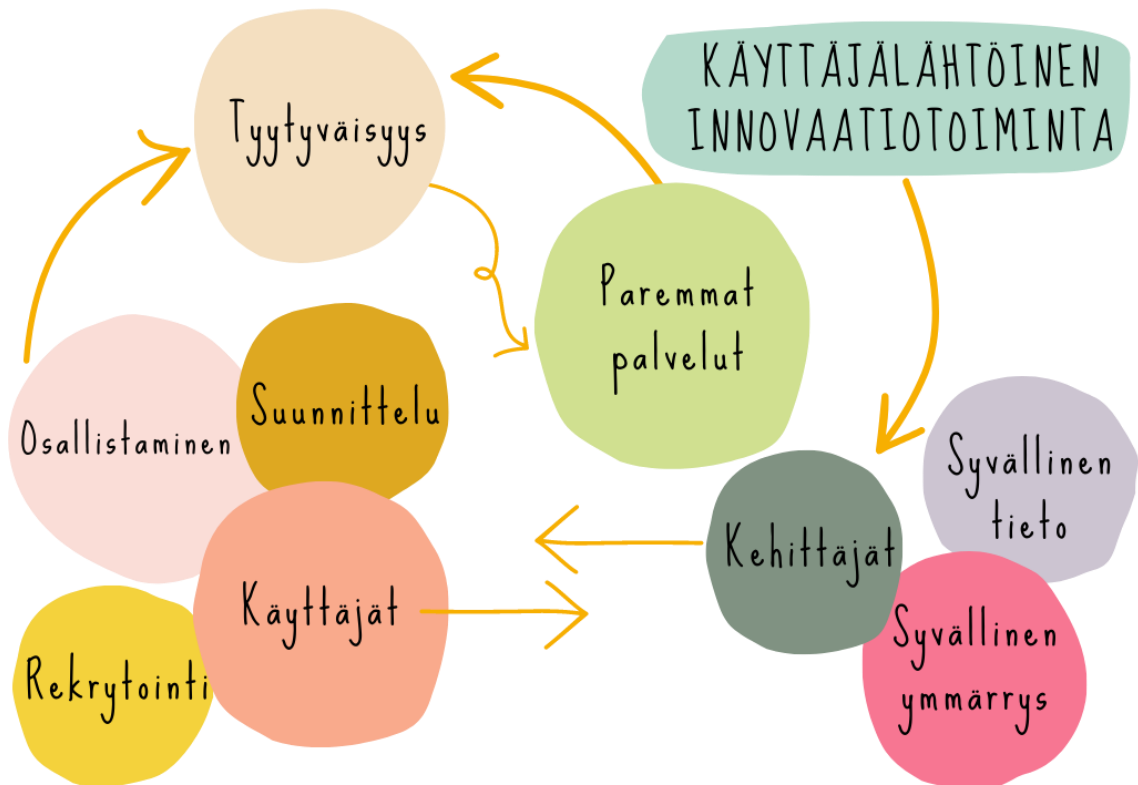 KÄYTTÄJÄLÄHTÖINEN
INNOVAATIOTOIMINTA
Tyytyväisyys
Paremmat
palvelut
Suunnittelu
Osallistaminen
Syvällinen
tieto
Kehittäjät
Käyttäjät
Syvällinen
ymmärrys
Rekrytointi